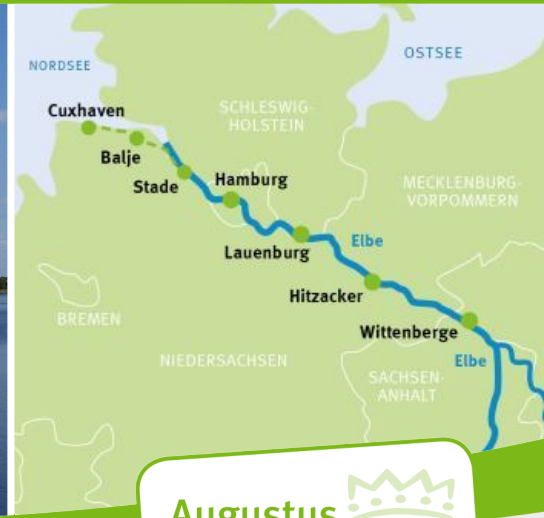 OSTSEE
NORDSEE
Cuxhaven
SCHLESWIG-
HOLSTEIN
Balje
Stade
Hamburg
MECKLENBURG-
VORPOMMERN
Lauenburg
Elbe
Hitzacker
BREMEN
Wittenberge
NIEDERSACHSEN
Elbe
SACHSEN-
ANHALT
Augustus